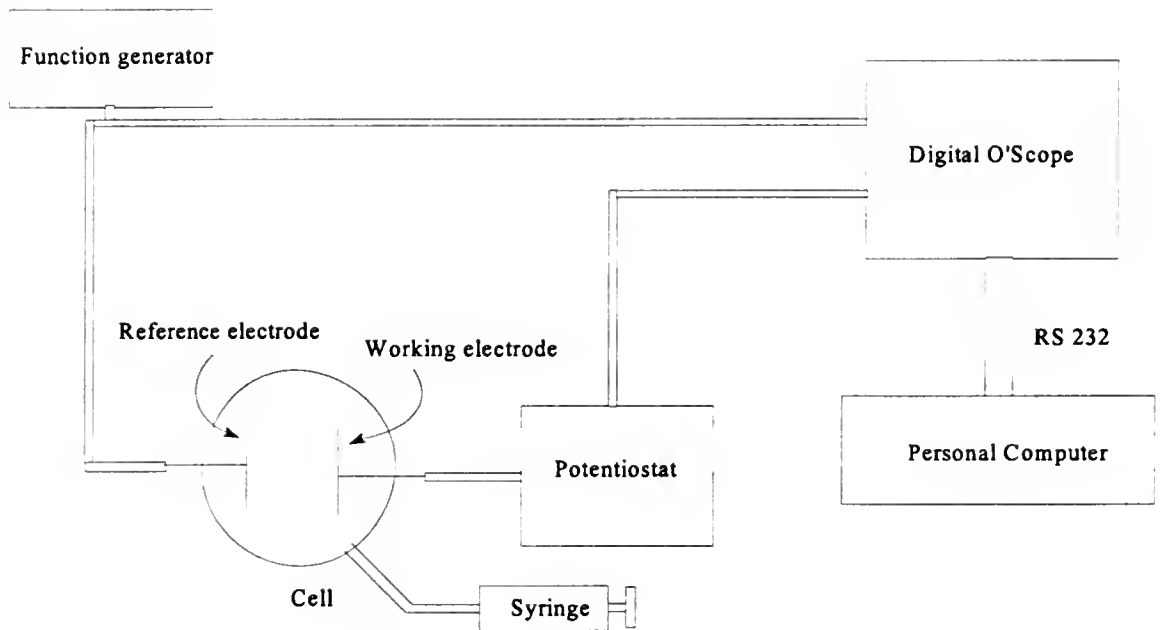 Function generator
Digital O'Scope
Reference electrode
Working electrode
RS 232
Potentiostat
Personal Computer
Cell
Syringe